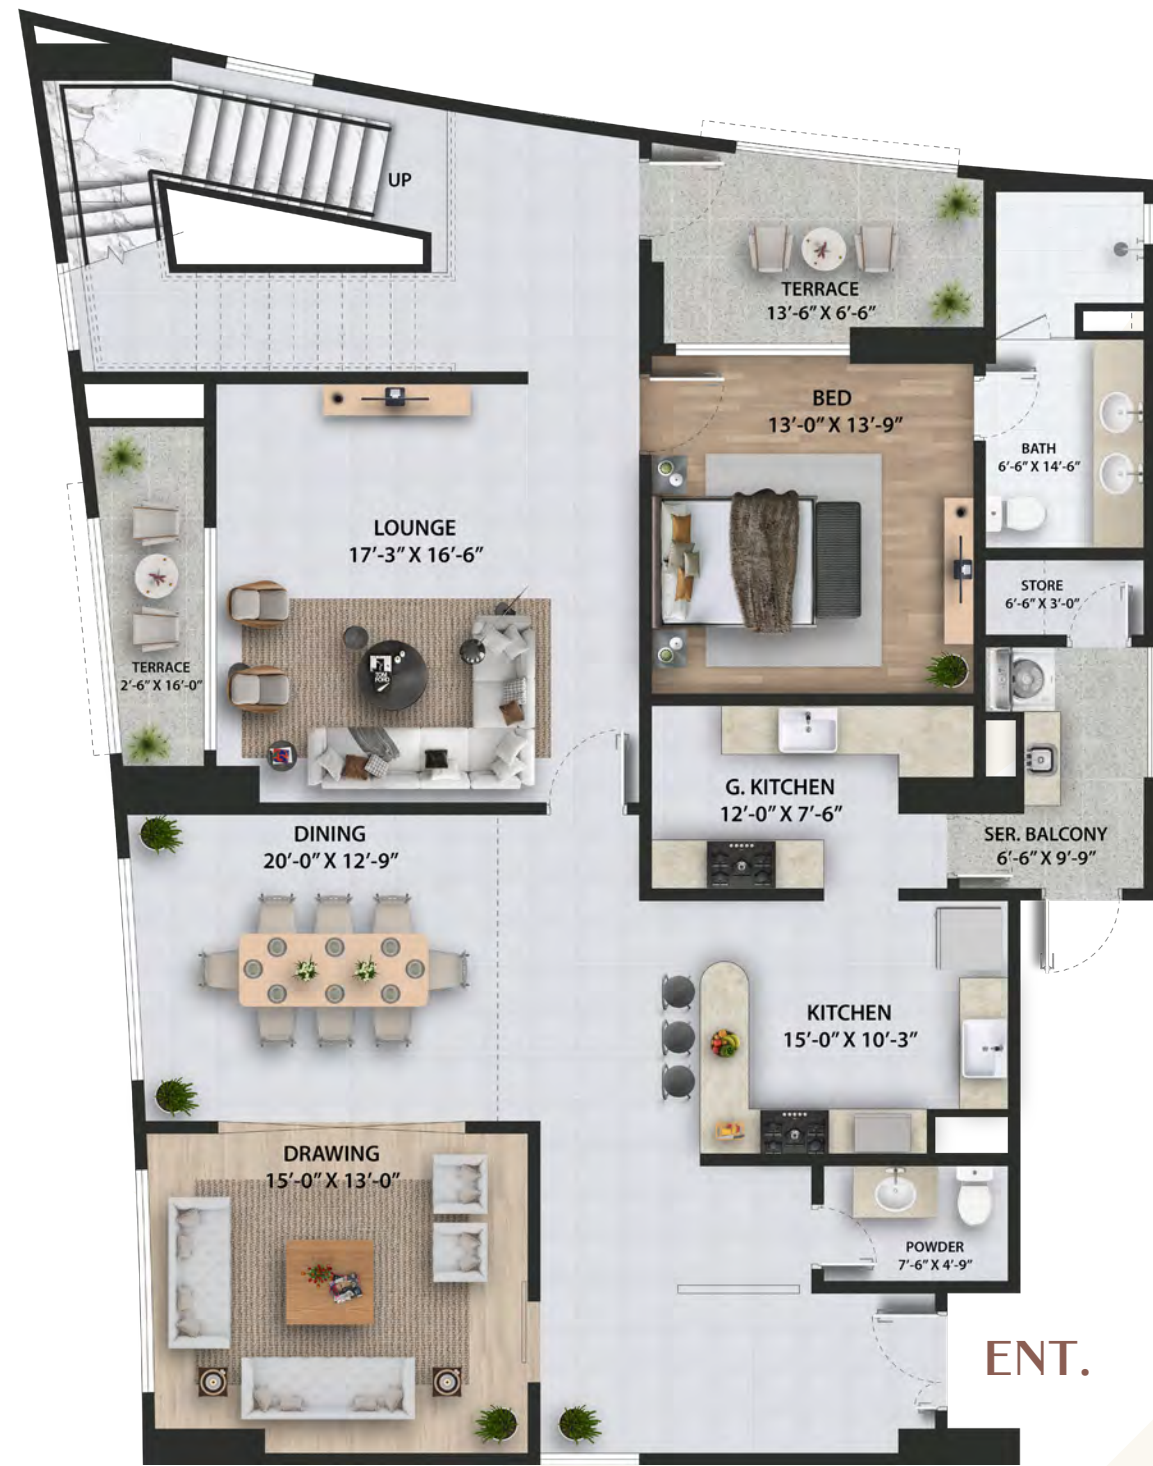 UP
TERRACE
13'-6" X 6'-6"
BED
13'-0" X 13'-9"
BATH
6'-6" X 14'-6"
LOUNGE
17'-3" X 16'-6"
STORE
6'-6" X 3'-0"
TERRACE
2'-6" X 16'-0"
TOM
FORD
G. KITCHEN
12'-0" X 7'-6"
DINING
20'-0" X 12'-9"
SER. BALCONY
6'-6" X 9'-9"
KITCHEN
15'-0" X 10'-3"
DRAWING
15'-0" X 13'-0"
POWDER
7'-6" X 4'-9"
ENT.